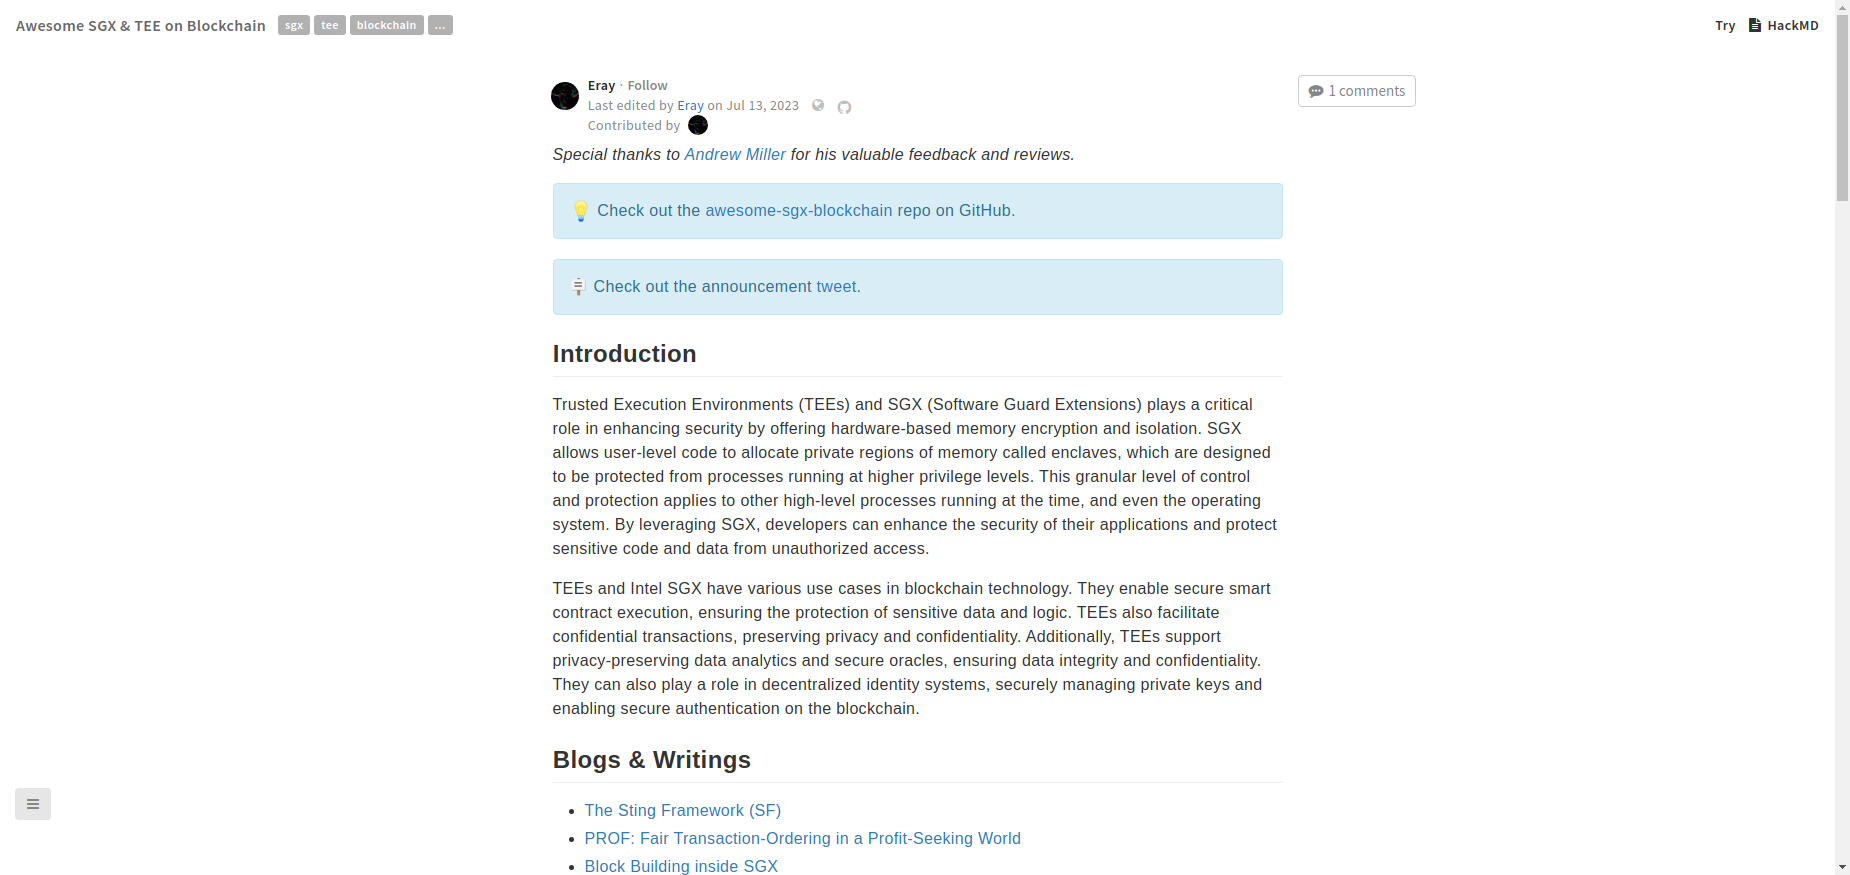 Awesome SGX & TEE on Blockchain sgx tee blockchain ... Try HackMD
Eray · Follow
1 comments
Last edited by Eray on Jul 13, 2023
Contributed by
Special thanks to Andrew Miller for his valuable feedback and reviews.
💡 Check out the awesome-sgx-blockchain repo on GitHub.
🪧 Check out the announcement tweet.
Introduction
Trusted Execution Environments (TEEs) and SGX (Software Guard Extensions) plays a critical
role in enhancing security by offering hardware-based memory encryption and isolation. SGX
allows user-level code to allocate private regions of memory called enclaves, which are designed
to be protected from processes running at higher privilege levels. This granular level of control
and protection applies to other high-level processes running at the time, and even the operating
system. By leveraging SGX, developers can enhance the security of their applications and protect
sensitive code and data from unauthorized access.
TEEs and Intel SGX have various use cases in blockchain technology. They enable secure smart
contract execution, ensuring the protection of sensitive data and logic. TEEs also facilitate
confidential transactions, preserving privacy and confidentiality. Additionally, TEEs support
privacy-preserving data analytics and secure oracles, ensuring data integrity and confidentiality.
They can also play a role in decentralized identity systems, securely managing private keys and
enabling secure authentication on the blockchain.
Blogs & Writings
• The Sting Framework (SF)
• PROF: Fair Transaction-Ordering in a Profit-Seeking World
• Block Building inside SGX